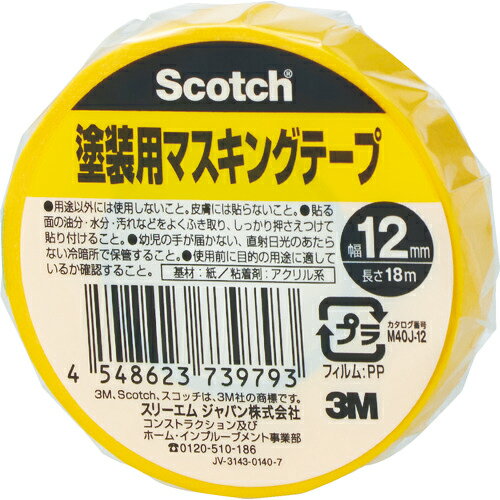 Scotch®
塗装用マスキングテープ
●用途以外には使用しないこと。皮膚には貼らないこと。●貼る
面の油分・水分・汚れなどをよくふき取り、しっかり押さえつけて
貼り付けること。●幼児の手が届かない、直射日光のあたら
ない冷暗所で保管すること。●使用前に目的の用途に適して
いるか確認すること。
基材:紙/粘着剤:アクリル系
幅12mm
長さ18m
プラ
カタログ番号
M40J-12
フィルム:PP
4 548623 739793
3M、Scotch、スコッチは、3M社の商標です。
スリーエム ジャパン株式会社
コンストラクション及び
ホーム・インプルーブメント事業部
☎0120-510-186
JV-3143-0140-7
3M